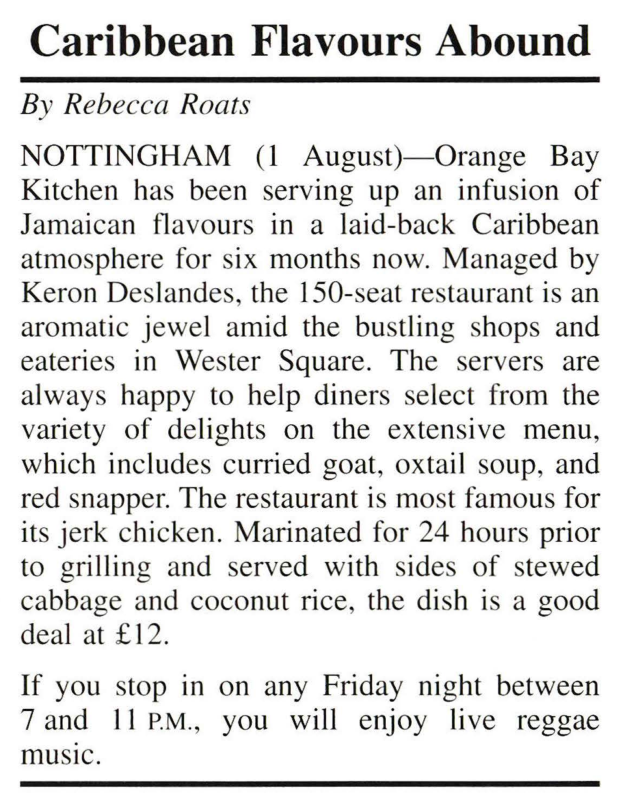 Caribbean Flavours Abound
By Rebecca Roats
NOTTINGHAM (1 August)—Orange Bay
Kitchen has been serving up an infusion of
Jamaican flavours in a laid-back Caribbean
atmosphere for six months now. Managed by
Keron Deslandes, the 150-seat restaurant is an
aromatic jewel amid the bustling shops and
eateries in Wester Square. The servers are
always happy to help diners select from the
variety of delights on the extensive menu,
which includes curried goat, oxtail soup, and
red snapper. The restaurant is most famous for
its jerk chicken. Marinated for 24 hours prior
to grilling and served with sides of stewed
cabbage and coconut rice, the dish is a good
deal at £12.
If you stop in on any Friday night between
7 and 11 P.M., you will enjoy live reggae
music.